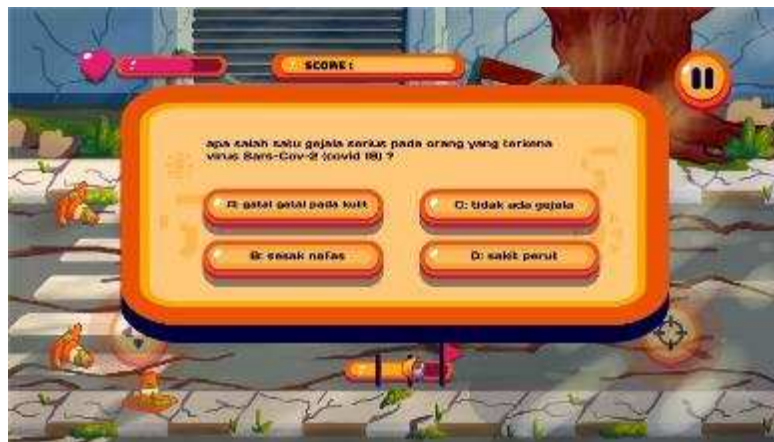 SCORE :
apa salah satu gejala serius pada orang yang terkena
virus Sars-Cov-2 (covid 19) ?
A: gatal gatal pada kulit
C: tidak ada gejala
B: sesak nafas
D: sakit perut